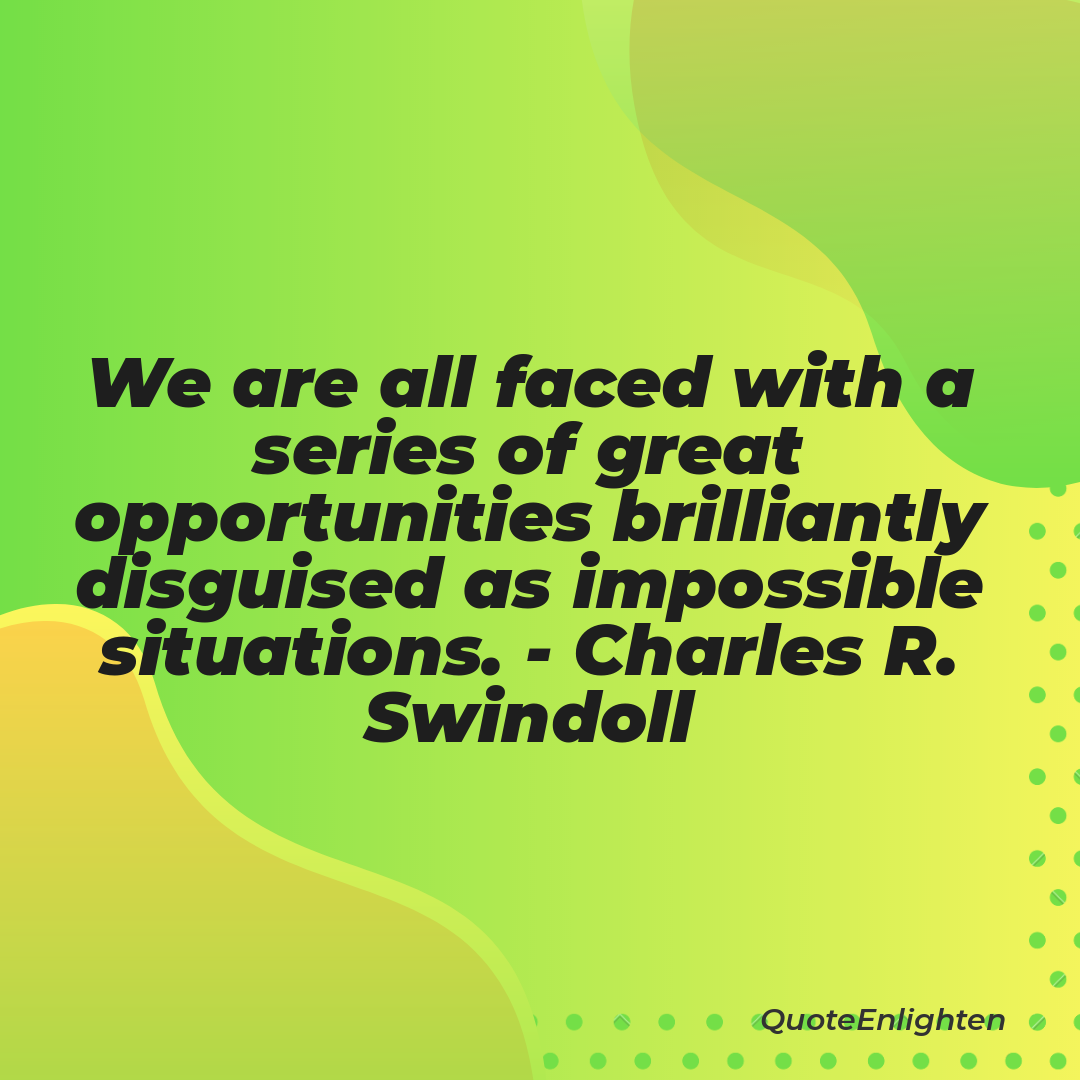 We are all faced with a
series of great
opportunities brilliantly
disguised as impossible
situations. - Charles R.
Swindoll
QuoteEnlighten